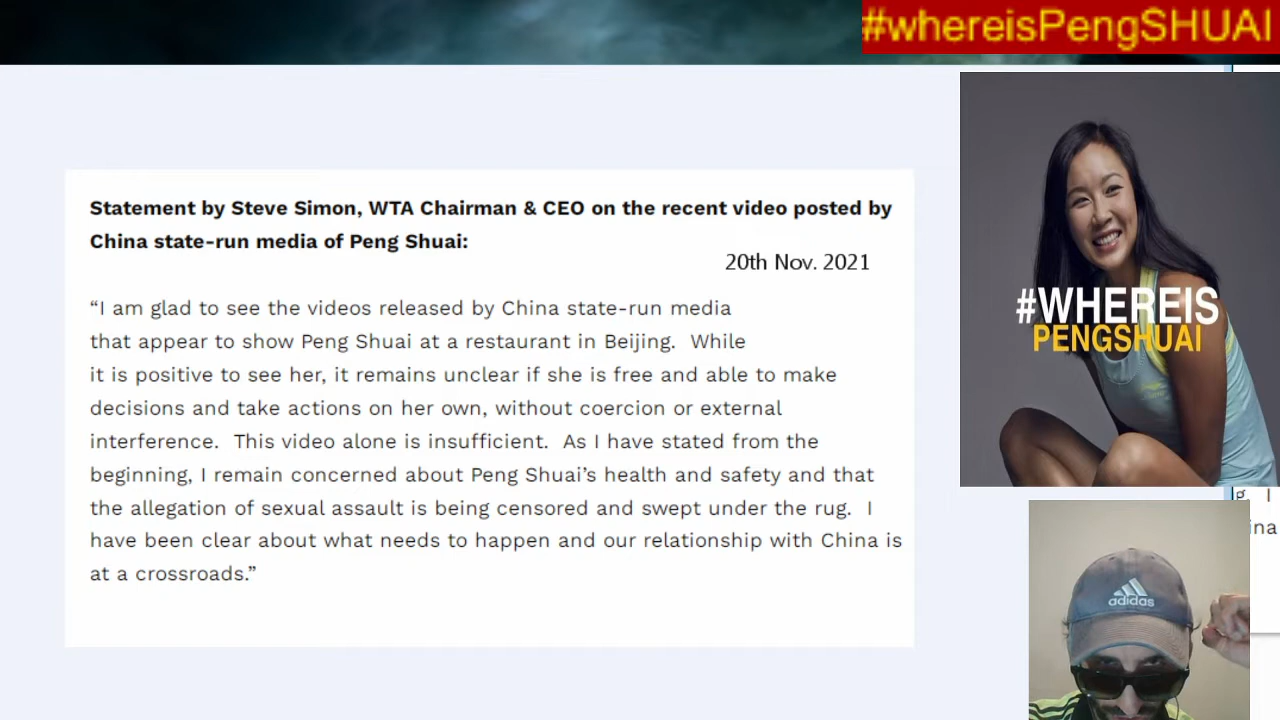 #whereisPengSHUAI
Statement by Steve Simon, WTA Chairman & CEO on the recent video posted by
China state-run media of Peng Shuai:
20th Nov. 2021
“I am glad to see the videos released by China state-run media
that appear to show Peng Shuai at a restaurant in Beijing. While
it is positive to see her, it remains unclear if she is free and able to make
decisions and take actions on her own, without coercion or external
interference. This video alone is insufficient. As I have stated from the
beginning, I remain concerned about Peng Shuai’s health and safety and that
the allegation of sexual assault is being censored and swept under the rug. I
have been clear about what needs to happen and our relationship with China is
at a crossroads.”
#WHEREIS
PENGSHUAI
g I
ina
adidas